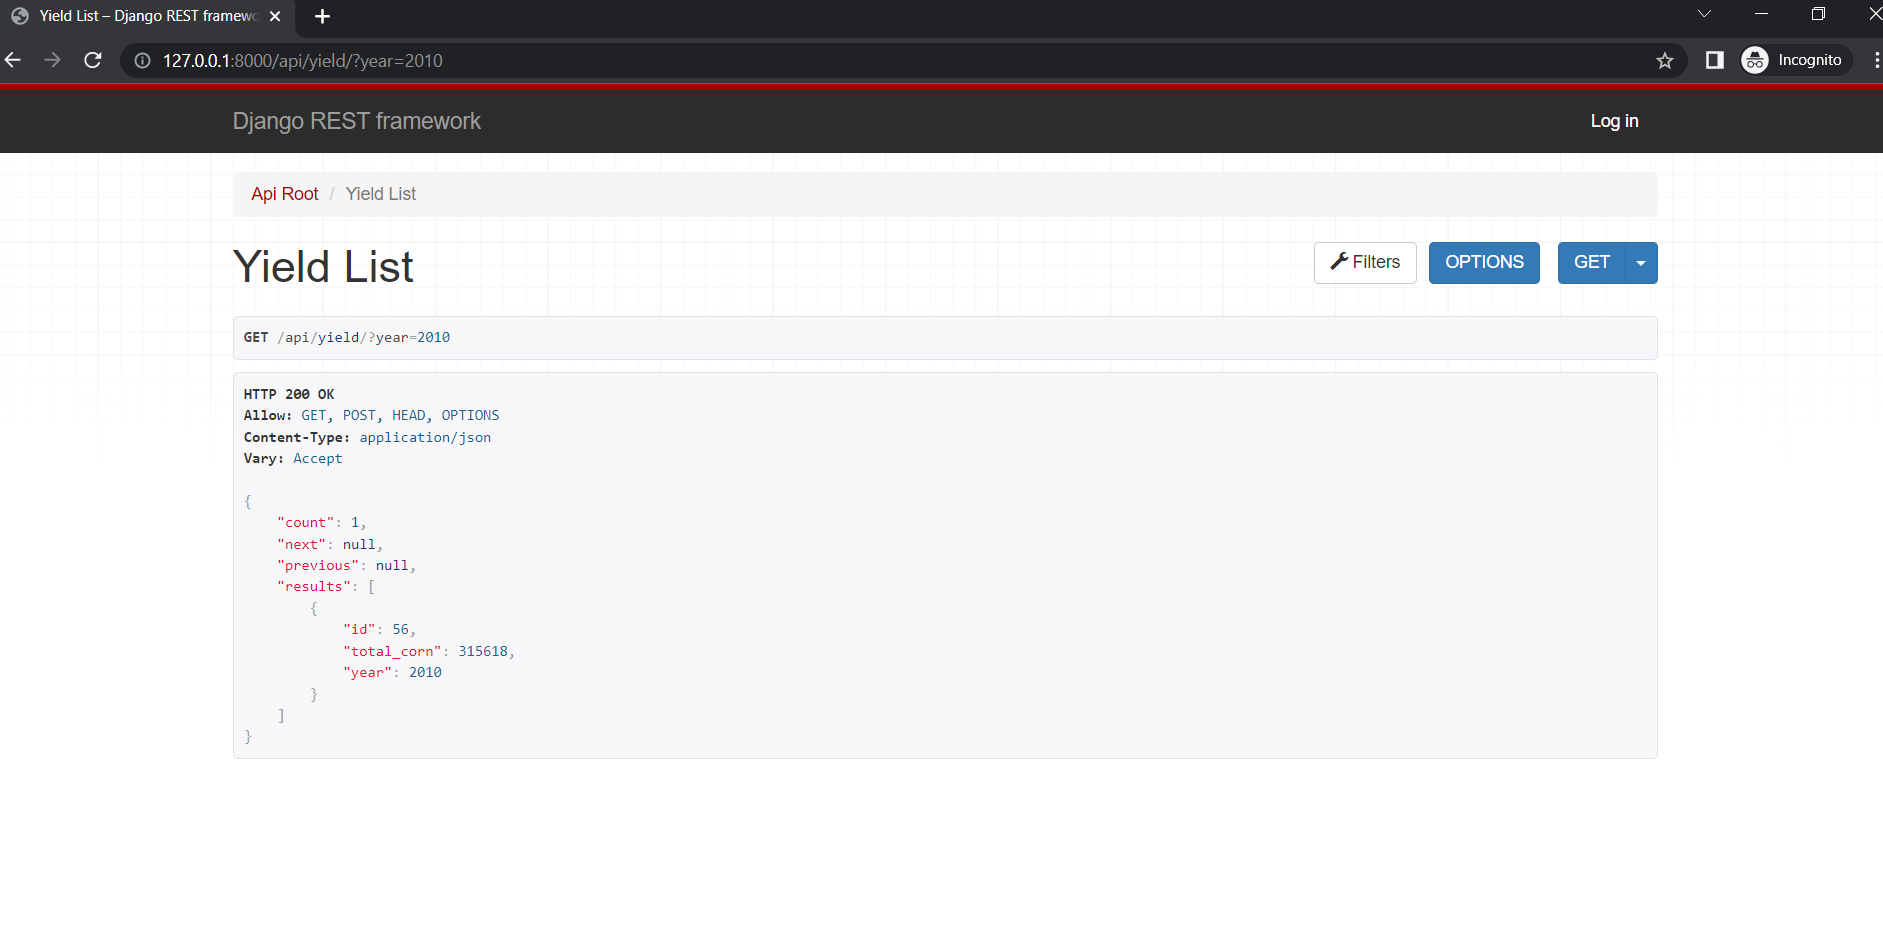 Yield List – Django REST framewo
127.0.0.1:8000/api/yield/?year=2010
Incognito
Django REST framework
Log in
Api Root / Yield List
Yield List
Filters
OPTIONS
GET
GET /api/yield/?year=2010
HTTP 200 OK
Allow: GET, POST, HEAD, OPTIONS
Content-Type: application/json
Vary: Accept
{
    "count": 1,
    "next": null,
    "previous": null,
    "results": [
        {
            "id": 56,
            "total_corn": 315618,
            "year": 2010
        }
    ]
}